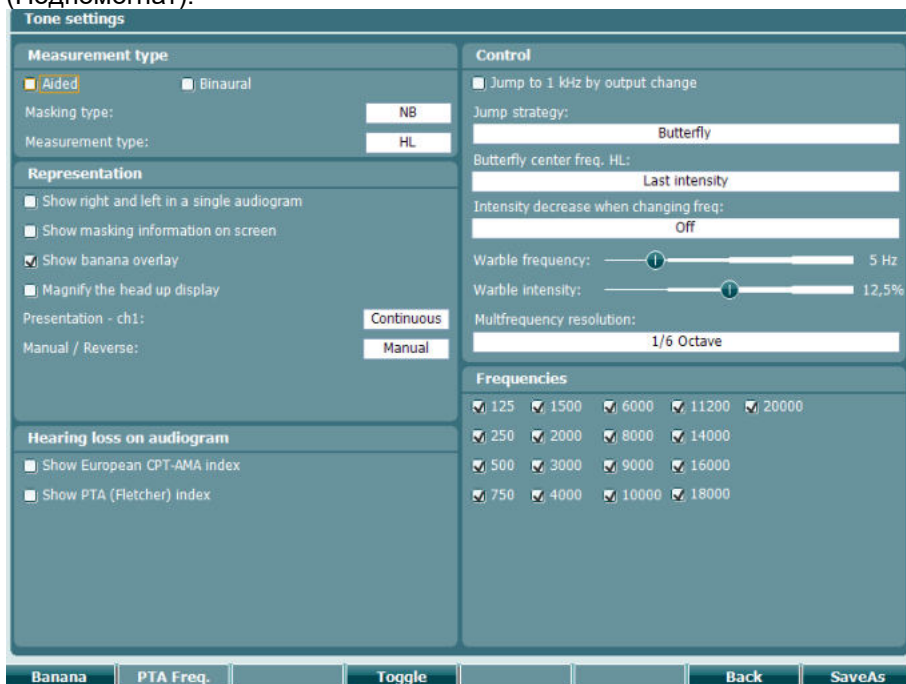 (Подпомогнат).
Tone settings
Measurement type
Aided Binaural
Masking type: NB
Measurement type: HL
Representation
Show right and left in a single audiogram
Show masking information on screen
Show banana overlay
Magnify the head up display
Presentation - ch1: Continuous
Manual / Reverse: Manual
Hearing loss on audiogram
Show European CPT-AMA index
Show PTA (Fletcher) index
Control
Jump to 1 kHz by output change
Jump strategy:
Butterfly
Butterfly center freq. HL:
Last intensity
Intensity decrease when changing freq:
Off
Warble frequency: 5 Hz
Warble intensity: 12,5%
Multfrequency resolution:
1/6 Octave
Frequencies
125 1500 6000 11200 20000
250 2000 8000 14000
500 3000 9000 16000
750 4000 10000 18000
Banana PTA Freq. Toggle Back SaveAs